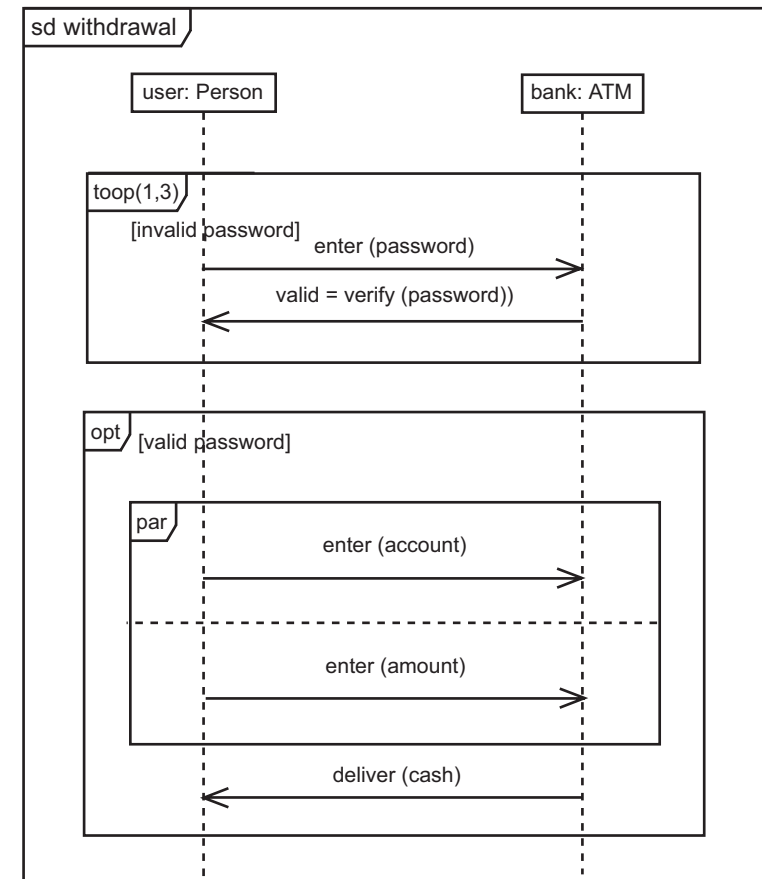 sd withdrawal
user: Person
bank: ATM
toop(1,3)
[invalid password]
enter (password)
valid = verify (password))
opt
[valid password]
par
enter (account)
enter (amount)
deliver (cash)